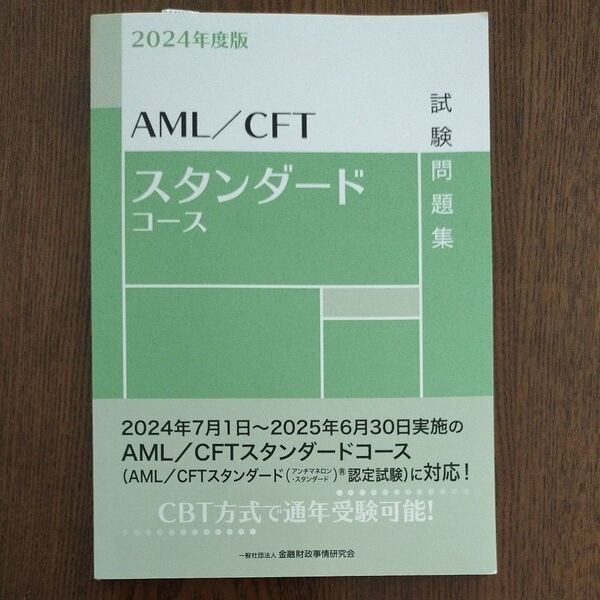 2024年度版
AML／CFT
スタンダード
コース
試験問題集
2024年7月1日～2025年6月30日実施の
AML／CFTスタンダードコース
（AML／CFTスタンダード（アンチマネロン・スタンダード）®認定試験）に対応！
CBT方式で通年受験可能！
一般社団法人 金融財政事情研究会